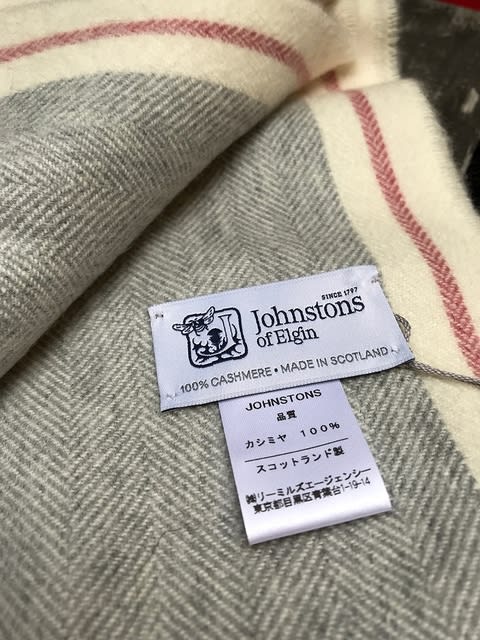 SINCE 1797
Johnstons
of Elgin
100% CASHMERE • MADE IN SCOTLAND
JOHNSTONS
品質
カシミヤ 100%
スコットランド製
㈱リーミルズエージェンシー
東京都目黒区青葉台1-19-14